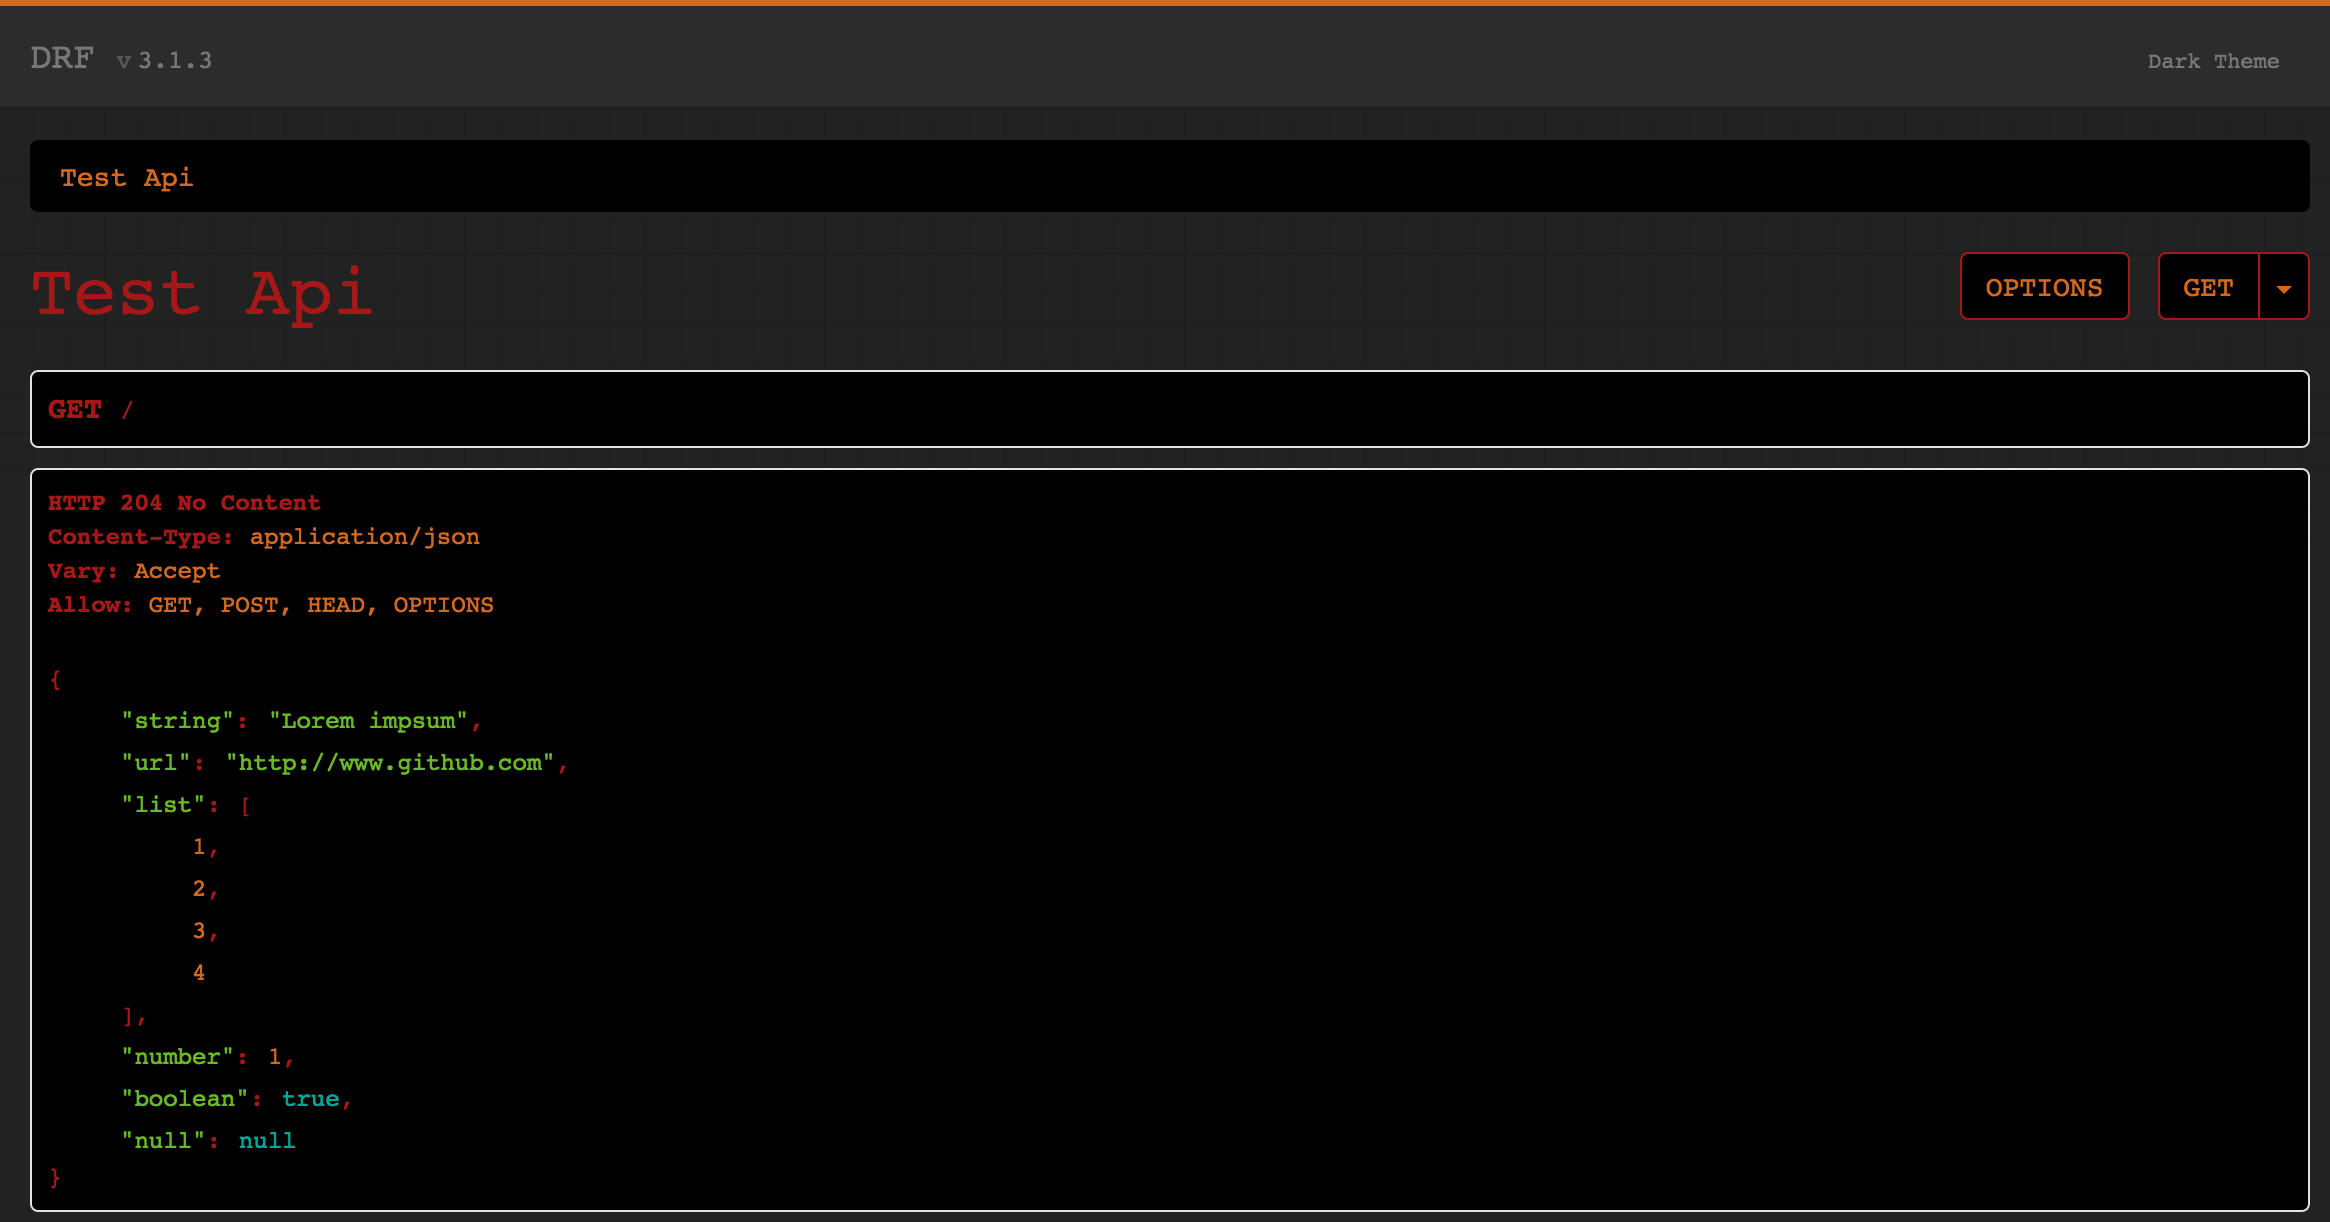 DRF v 3.1.3
Dark Theme
Test Api
Test Api
OPTIONS
GET
GET /
HTTP 204 No Content
Content-Type: application/json
Vary: Accept
Allow: GET, POST, HEAD, OPTIONS
{
"string": "Lorem impsum",
"url": "http://www.github.com",
"list": [
1,
2,
3,
4
],
"number": 1,
"boolean": true,
"null": null
}